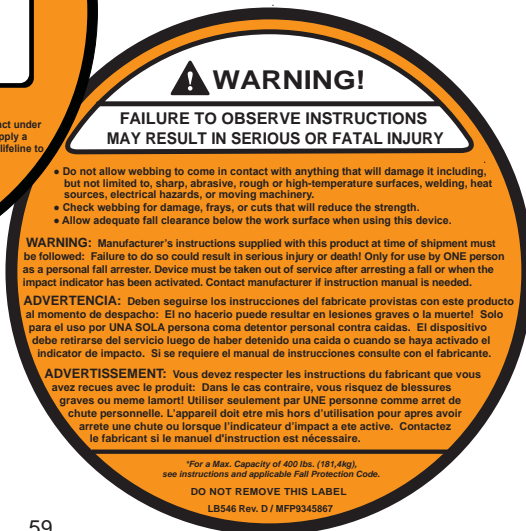 act under
pply a
lifeline to
WARNING!
FAILURE TO OBSERVE INSTRUCTIONS
MAY RESULT IN SERIOUS OR FATAL INJURY
● Do not allow webbing to come in contact with anything that will damage it including,
but not limited to, sharp, abrasive, rough or high-temperature surfaces, welding, heat
sources, electrical hazards, or moving machinery.
● Check webbing for damage, frays, or cuts that will reduce the strength.
● Allow adequate fall clearance below the work surface when using this device.
WARNING: Manufacturer's instructions supplied with this product at time of shipment must
be followed: Failure to do so could result in serious injury or death! Only for use by ONE person
as a personal fall arrester. Device must be taken out of service after arresting a fall or when the
impact indicator has been activated. Contact manufacturer if instruction manual is needed.
ADVERTENCIA: Deben seguirse los instrucciones del fabricate provistas con este producto
al momento de despacho: El no hacerio puede resultar en lesiones graves o la muerte! Solo
para el uso por UNA SOLA persona coma detentor personal contra caidas. El dispositivo
debe retirarse del servicio luego de haber detenido una caida o cuando se haya activado el
indicator de impacto. Si se requiere el manual de instrucciones consulte con el fabricante.
ADVERTISSEMENT: Vous devez respecter les instructions du fabricant que vous
avez recues avec le produit: Dans le cas contraire, vous risquez de blessures
graves ou meme lamort! Utiliser seulement par UNE personne comme arret de
chute personnelle. L'appareil doit etre mis hors d'utilisation pour apres avoir
arrete une chute ou lorsque l'indicateur d'impact a ete active. Contactez
le fabricant si le manuel d'instruction est nécessaire.
*For a Max. Capacity of 400 lbs. (181,4kg),
see instructions and applicable Fall Protection Code.
DO NOT REMOVE THIS LABEL
LB546 Rev. D / MFP9345867
59